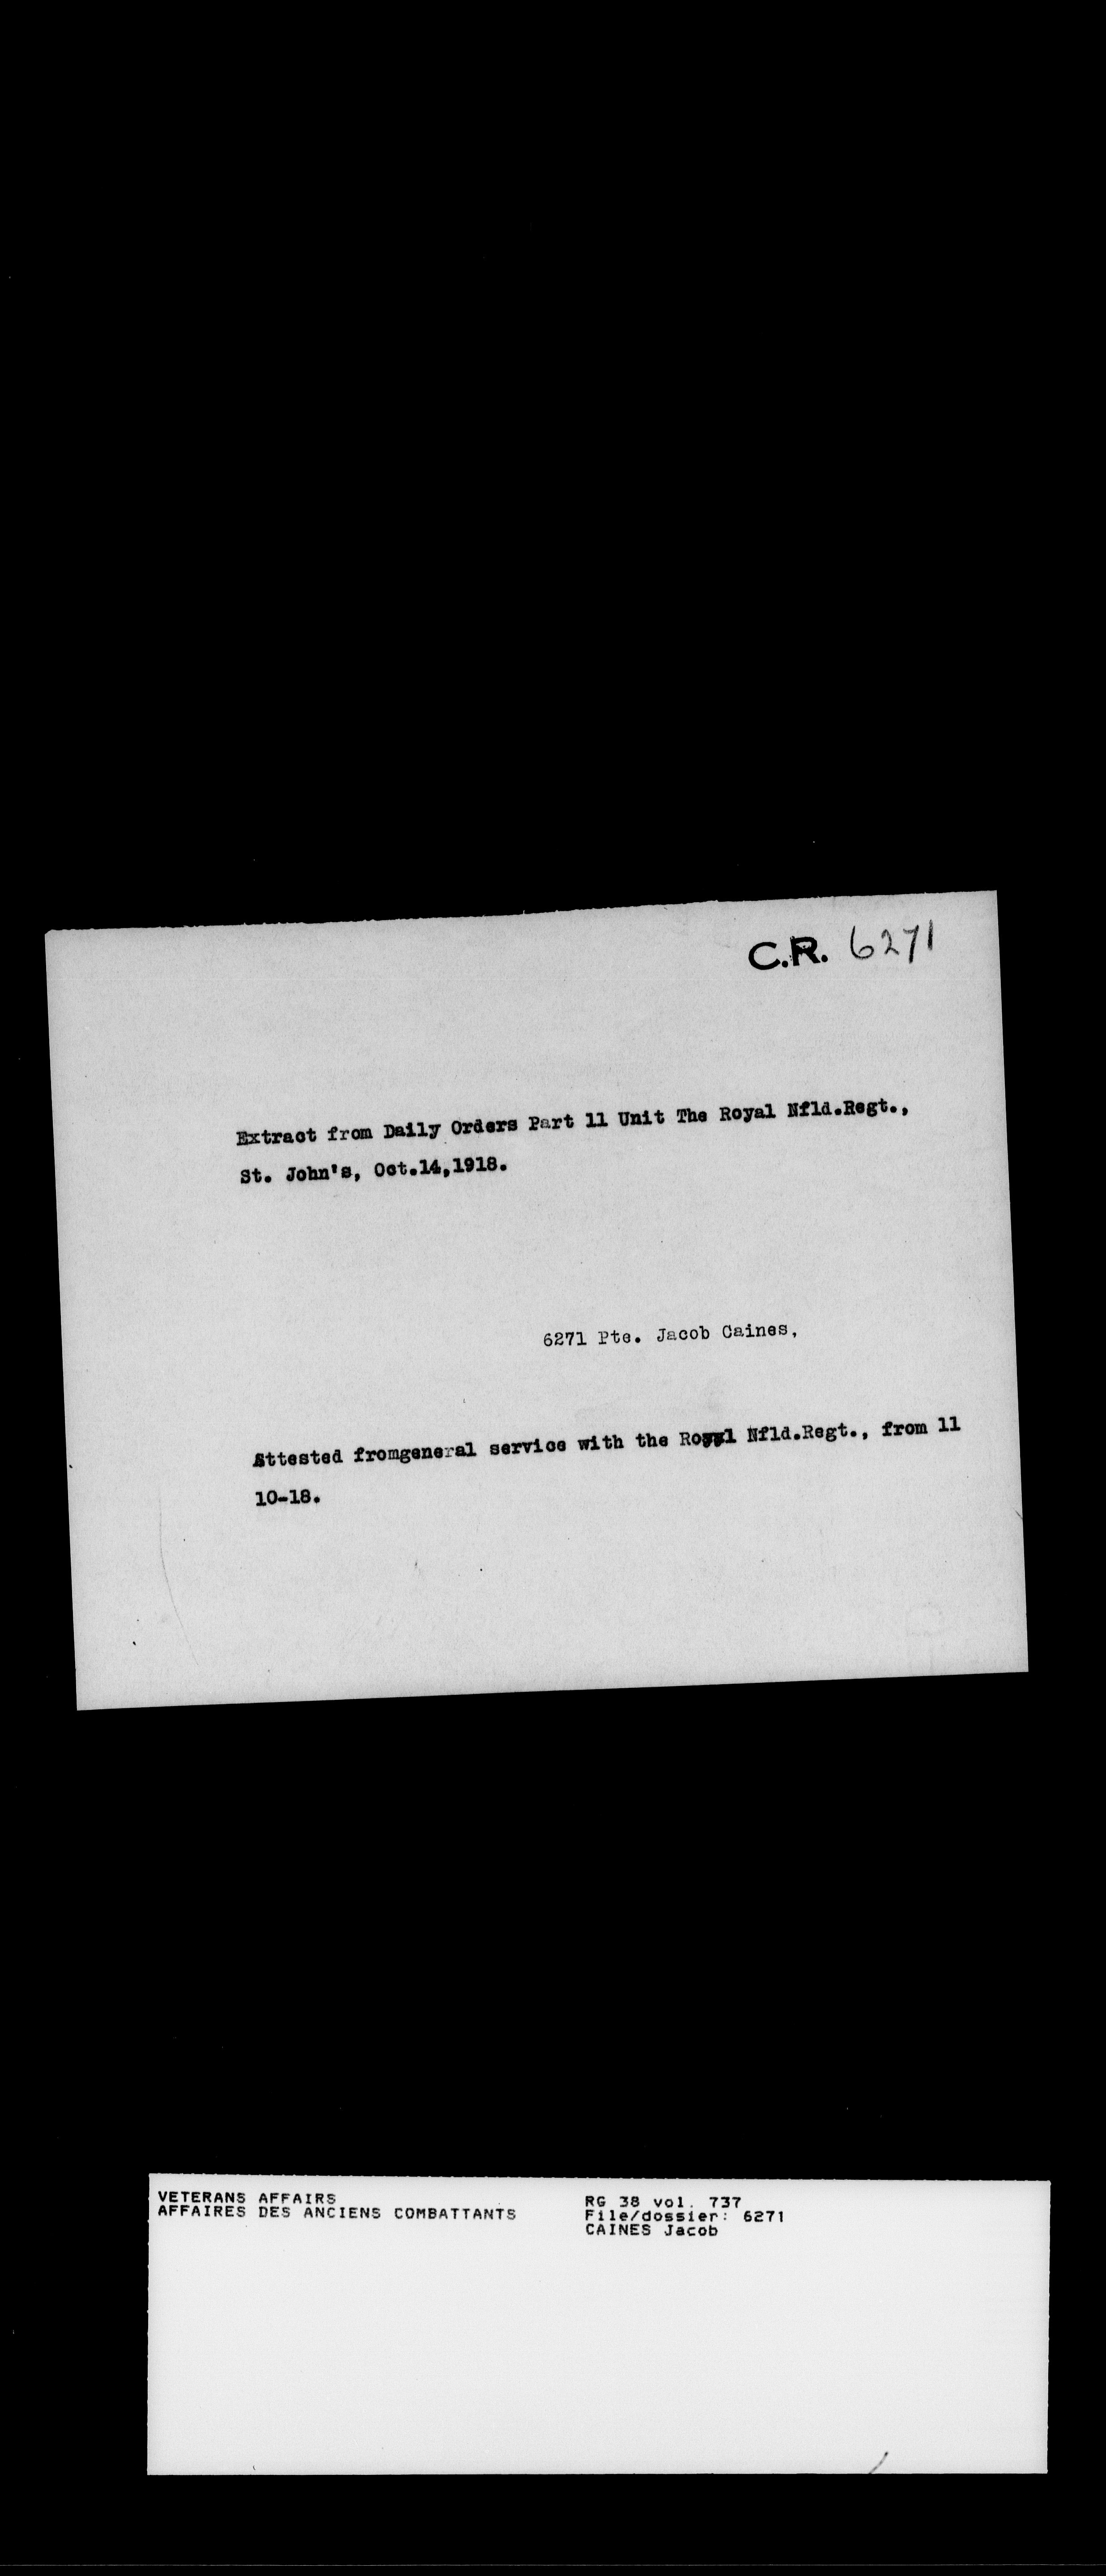 C.R. 6271
Extract from Daily Orders Part 11 Unit The Royal Nfld.Regt.,
St. John's, Oct.14,1918.
6271 Pte. Jacob Caines,
Attested fromgeneral service with the Royal Nfld.Regt., from 11
10-18.
VETERANS AFFAIRS
AFFAIRES DES ANCIENS COMBATTANTS
RG 38 vol. 737
File/dossier: 6271
CAINES Jacob